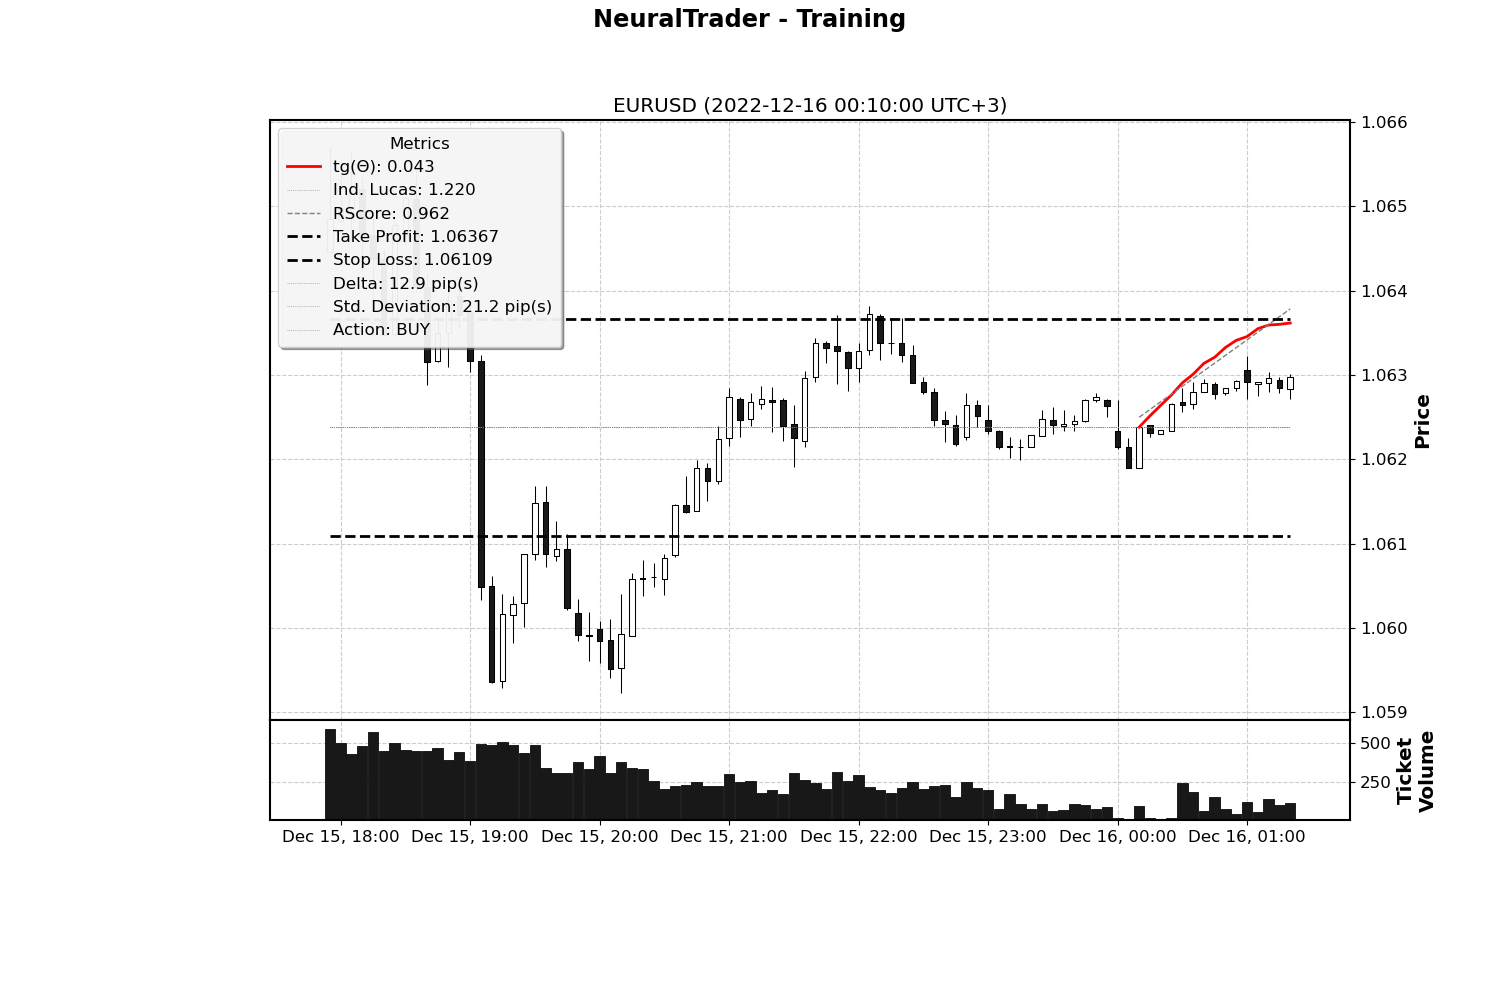 NeuralTrader - Training
EURUSD (2022-12-16 00:10:00 UTC+3)
Metrics
tg(Θ): 0.043
Ind. Lucas: 1.220
RScore: 0.962
Take Profit: 1.06367
Stop Loss: 1.06109
Delta: 12.9 pip(s)
Std. Deviation: 21.2 pip(s)
Action: BUY
1.066
1.065
1.064
1.063
1.062
1.061
1.060
1.059
Price
500
250
Ticket
Volume
Dec 15, 18:00 Dec 15, 19:00 Dec 15, 20:00 Dec 15, 21:00 Dec 15, 22:00 Dec 15, 23:00 Dec 16, 00:00 Dec 16, 01:00